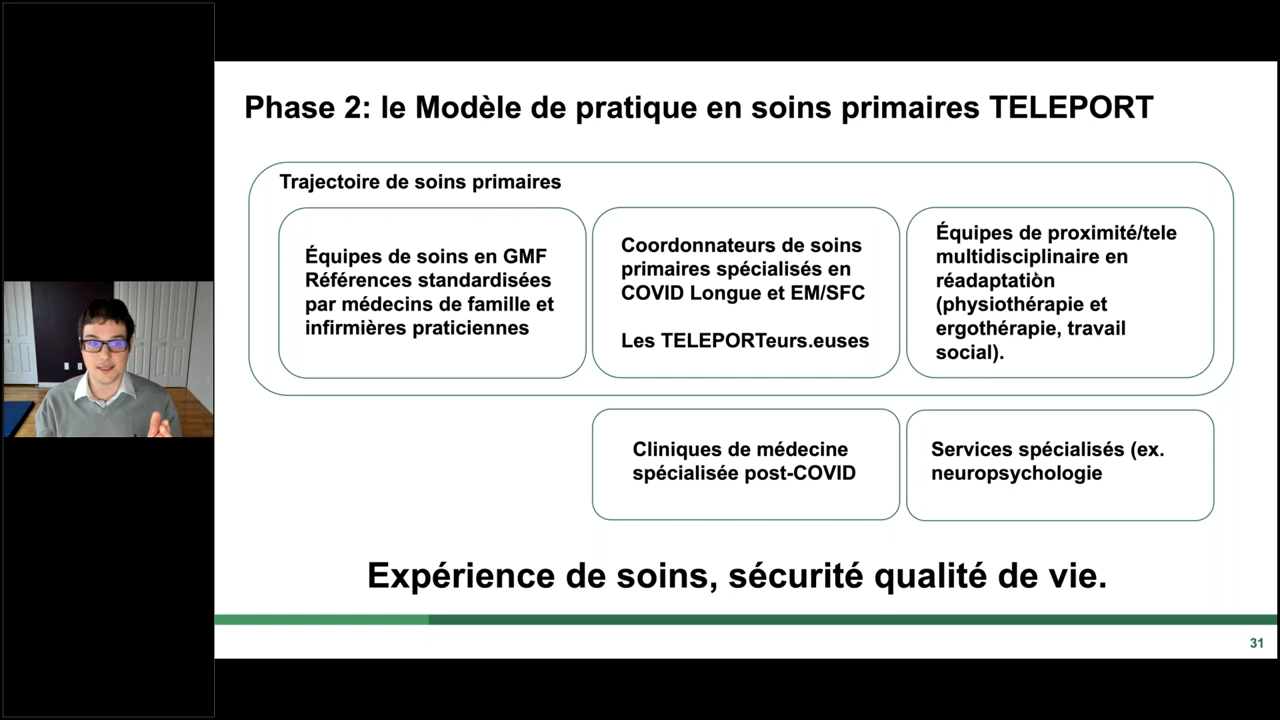 Phase 2: le Modèle de pratique en soins primaires TELEPORT
Trajectoire de soins primaires
Équipes de soins en GMF
Références standardisées
par médecins de famille et
infirmières praticiennes
Coordonnateurs de soins
primaires spécialisés en
COVID Longue et EM/SFC
Les TELEPORTeurs.euses
Équipes de proximité/tele
multidisciplinaire en
réadaptation
(physiothérapie et
ergothérapie, travail
social).
Cliniques de médecine
spécialisée post-COVID
Services spécialisés (ex.
neuropsychologie
Expérience de soins, sécurité qualité de vie.
31